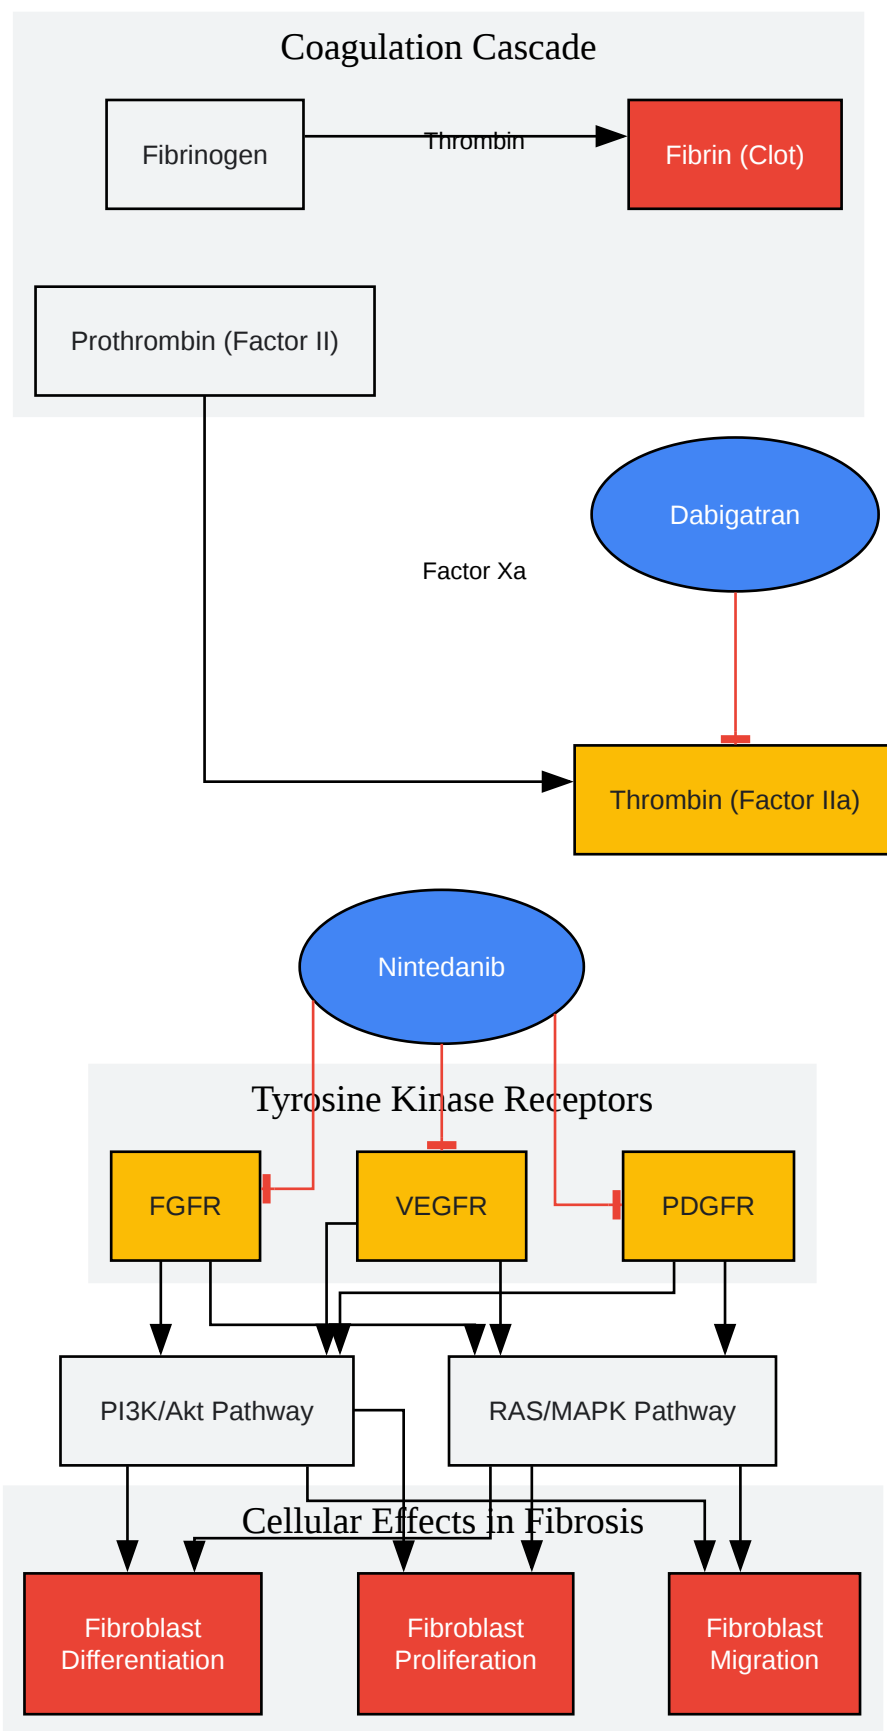 Coagulation Cascade
Fibrinogen
Thrombin
Fibrin (Clot)
Prothrombin (Factor II)
Dabigatran
Factor Xa
Thrombin (Factor IIa)
Nintedanib
Tyrosine Kinase Receptors
FGFR
VEGFR
PDGFR
PI3K/Akt Pathway
RAS/MAPK Pathway
Cellular Effects in Fibrosis
Fibroblast
Differentiation
Fibroblast
Proliferation
Fibroblast
Migration